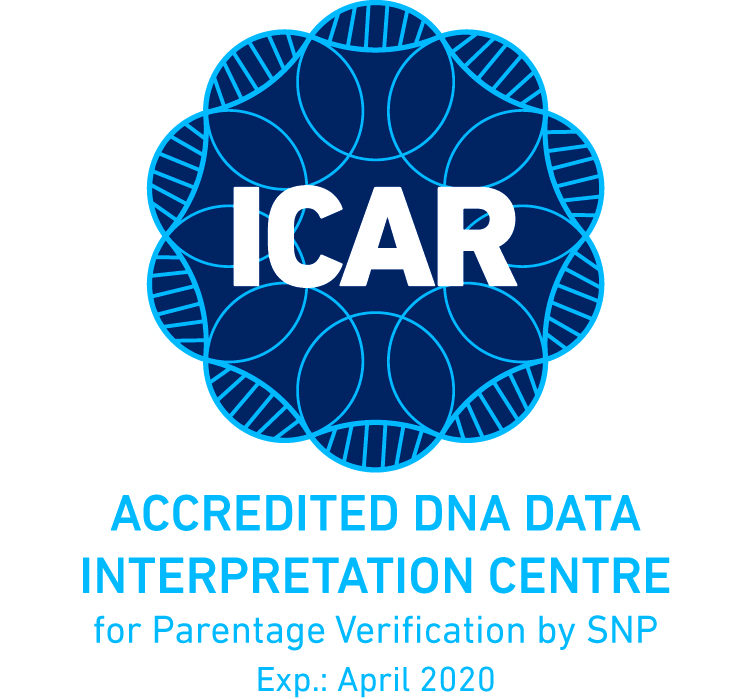 ICAR
ACCREDITED DNA DATA
INTERPRETATION CENTRE
for Parentage Verification by SNP
Exp.: April 2020